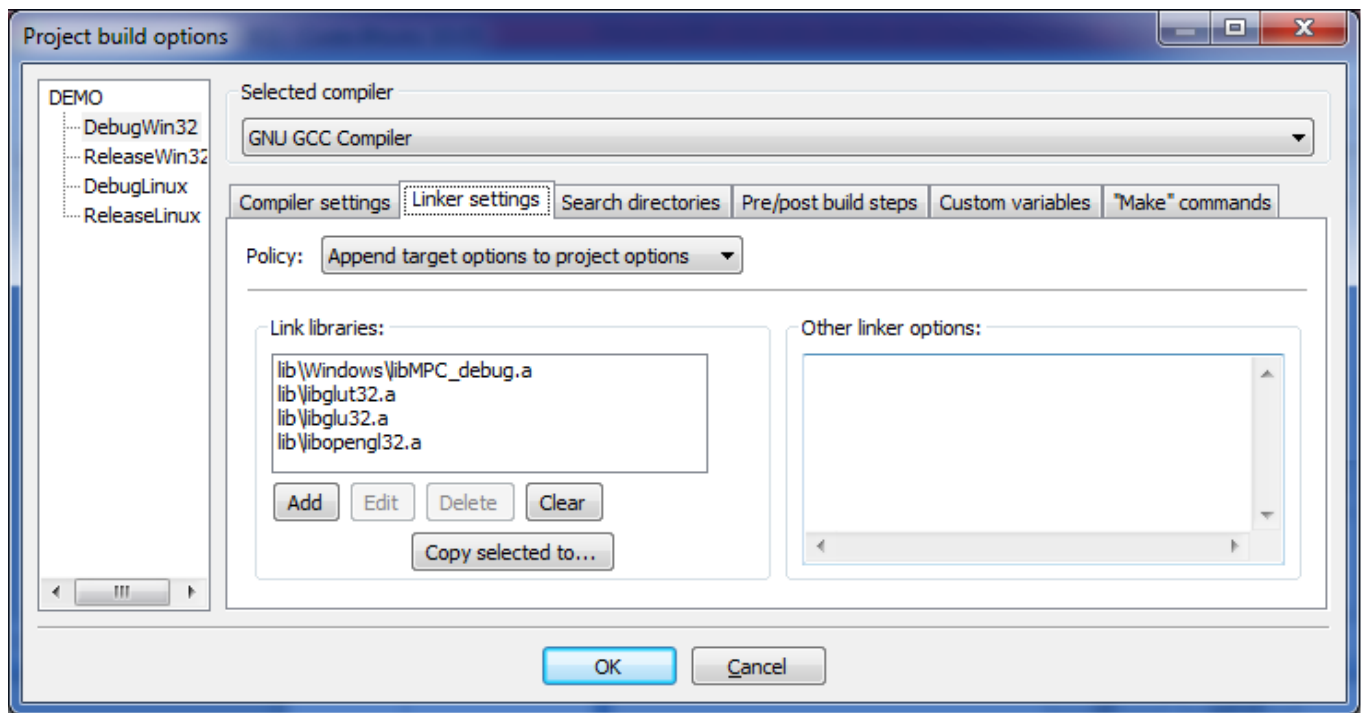 Project build options
DEMO
DebugWin32
ReleaseWin32
DebugLinux
ReleaseLinux
Selected compiler
GNU GCC Compiler
Compiler settings Linker settings Search directories Pre/post build steps Custom variables "Make" commands
Policy: Append target options to project options
Link libraries:
lib\Windows\libMPC_debug.a
lib\libglut32.a
lib\libglu32.a
lib\libopengl32.a
Add Edit Delete Clear
Copy selected to...
Other linker options:
OK Cancel